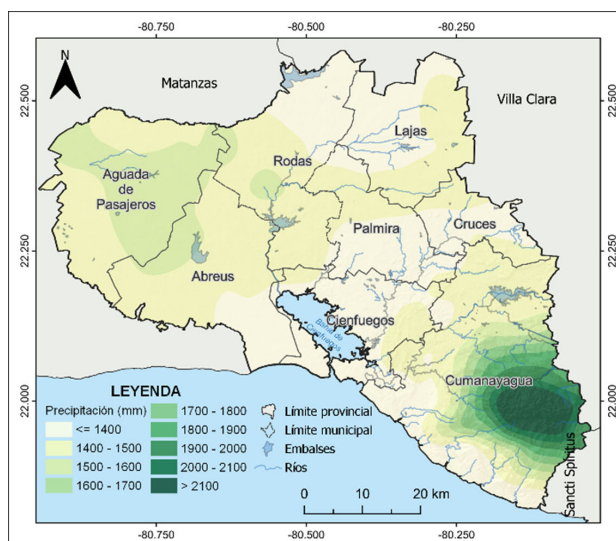 -80.750 -80.500 -80.250
N
Matanzas
Villa Clara
22.500 22.500
Lajas
Rodas
Aguada
de
Pasajeros
Palmira
Cruces
22.250 22.250
Abreus
Cienfuegos
Bahía de
Cienfuegos
Cumanayagua
22.000 22.000
LEYENDA
Precipitación (mm)
<= 1400
1400 - 1500
1500 - 1600
1600 - 1700
1700 - 1800
1800 - 1900
1900 - 2000
2000 - 2100
> 2100
Límite provincial
Límite municipal
Embalses
Ríos
Sancti Spíritus
0 10 20 km
-80.750 -80.500 -80.250